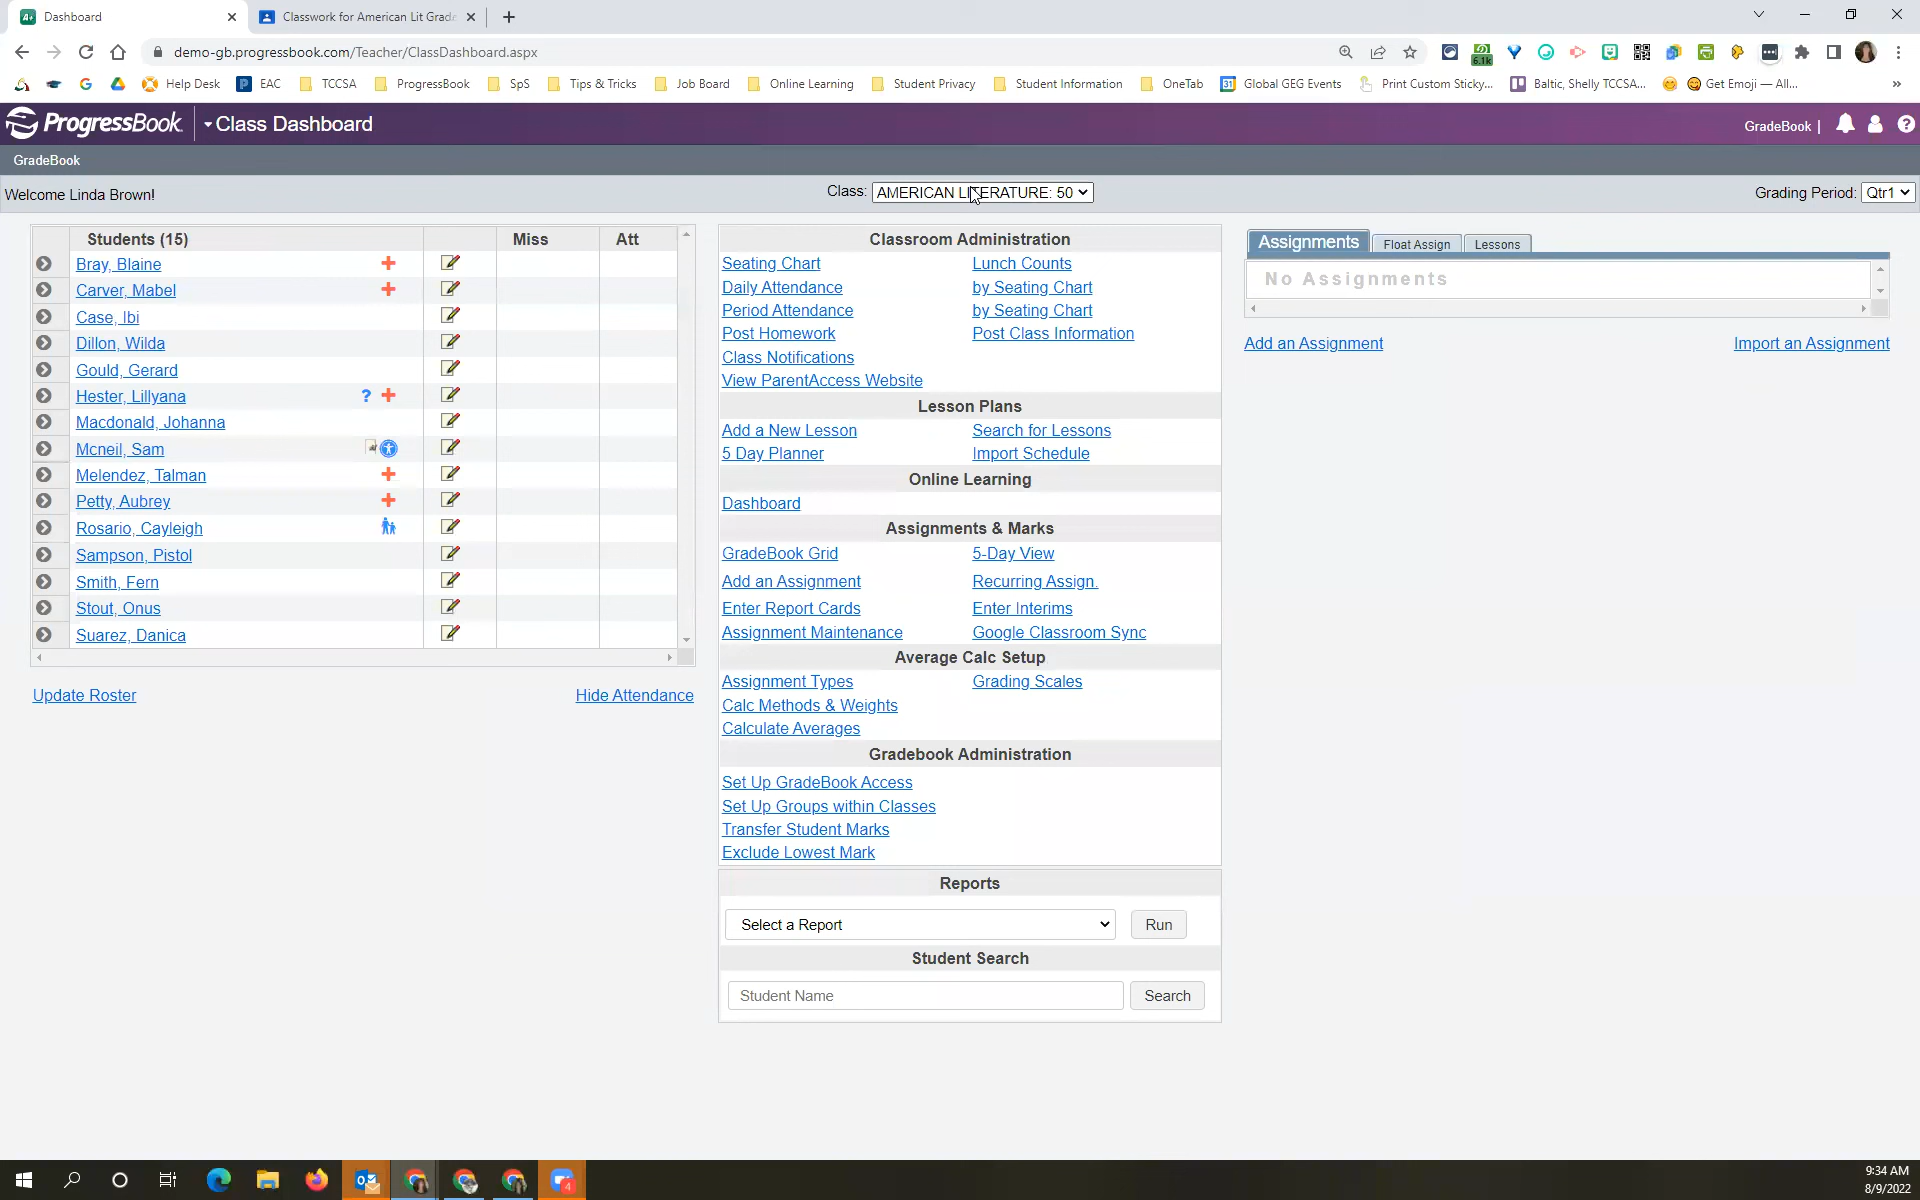 Dashboard
Classwork for American Lit Grade
demo-gb.progressbook.com/Teacher/ClassDashboard.aspx
6.1k
Help Desk
EAC
TCCSA
ProgressBook
SpS
Tips & Tricks
Job Board
Online Learning
Student Privacy
Student Information
OneTab
31
Global GEG Events
Print Custom Sticky...
Baltic, Shelly TCCSA...
Get Emoji — All...
ProgressBook
Class Dashboard
GradeBook |
GradeBook
Welcome Linda Brown!
Class: AMERICAN LITERATURE: 50
Grading Period: Qtr1
Students (15) Miss Att
Bray, Blaine
Carver, Mabel
Case, Ibi
Dillon, Wilda
Gould, Gerard
Hester, Lillyana ?
Macdonald, Johanna
Mcneil, Sam
Melendez, Talman
Petty, Aubrey
Rosario, Cayleigh
Sampson, Pistol
Smith, Fern
Stout, Onus
Suarez, Danica
Update Roster
Hide Attendance
Classroom Administration
Seating Chart Lunch Counts
Daily Attendance by Seating Chart
Period Attendance by Seating Chart
Post Homework Post Class Information
Class Notifications
View ParentAccess Website
Lesson Plans
Add a New Lesson Search for Lessons
5 Day Planner Import Schedule
Online Learning
Dashboard
Assignments & Marks
GradeBook Grid 5-Day View
Add an Assignment Recurring Assign.
Enter Report Cards Enter Interims
Assignment Maintenance Google Classroom Sync
Average Calc Setup
Assignment Types Grading Scales
Calc Methods & Weights
Calculate Averages
Gradebook Administration
Set Up GradeBook Access
Set Up Groups within Classes
Transfer Student Marks
Exclude Lowest Mark
Reports
Select a Report Run
Student Search
Student Name Search
Assignments Float Assign Lessons
No Assignments
Add an Assignment
Import an Assignment
4
9:34 AM
8/9/2022